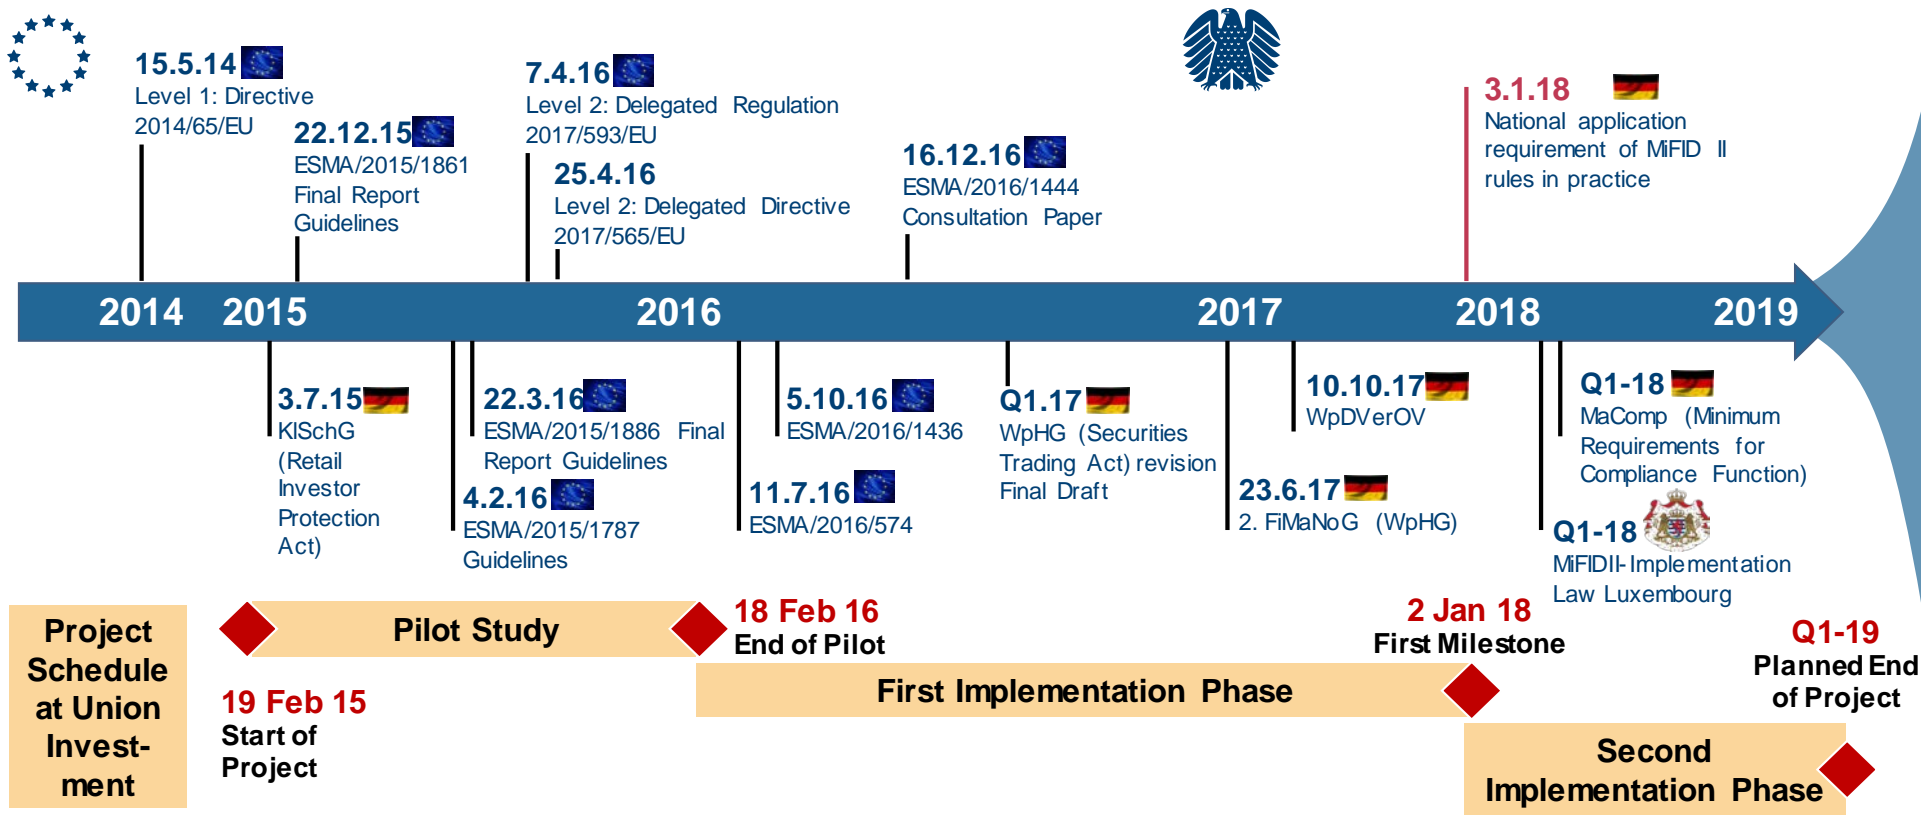 15.5.14
Level 1: Directive
2014/65/EU
22.12.15
ESMA/2015/1861
Final Report
Guidelines
7.4.16
Level 2: Delegated Regulation
2017/593/EU
25.4.16
Level 2: Delegated Directive
2017/565/EU
16.12.16
ESMA/2016/1444
Consultation Paper
3.1.18
National application
requirement of MiFID II
rules in practice
2014 2015 2016 2017 2018 2019
3.7.15
KlSchG
(Retail
Investor
Protection
Act)
22.3.16
ESMA/2015/1886 Final
Report Guidelines
4.2.16
ESMA/2015/1787
Guidelines
5.10.16
ESMA/2016/1436
11.7.16
ESMA/2016/574
Q1.17
WpHG (Securities
Trading Act) revision
Final Draft
10.10.17
WpDVerOV
23.6.17
2. FiMaNoG (WpHG)
Q1-18
MaComp (Minimum
Requirements for
Compliance Function)
Q1-18
MiFIDII-Implementation
Law Luxembourg
Project
Schedule
at Union
Invest-
ment
Pilot Study
19 Feb 15
Start of
Project
18 Feb 16
End of Pilot
First Implementation Phase
2 Jan 18
First Milestone
Second
Implementation Phase
Q1-19
Planned End
of Project